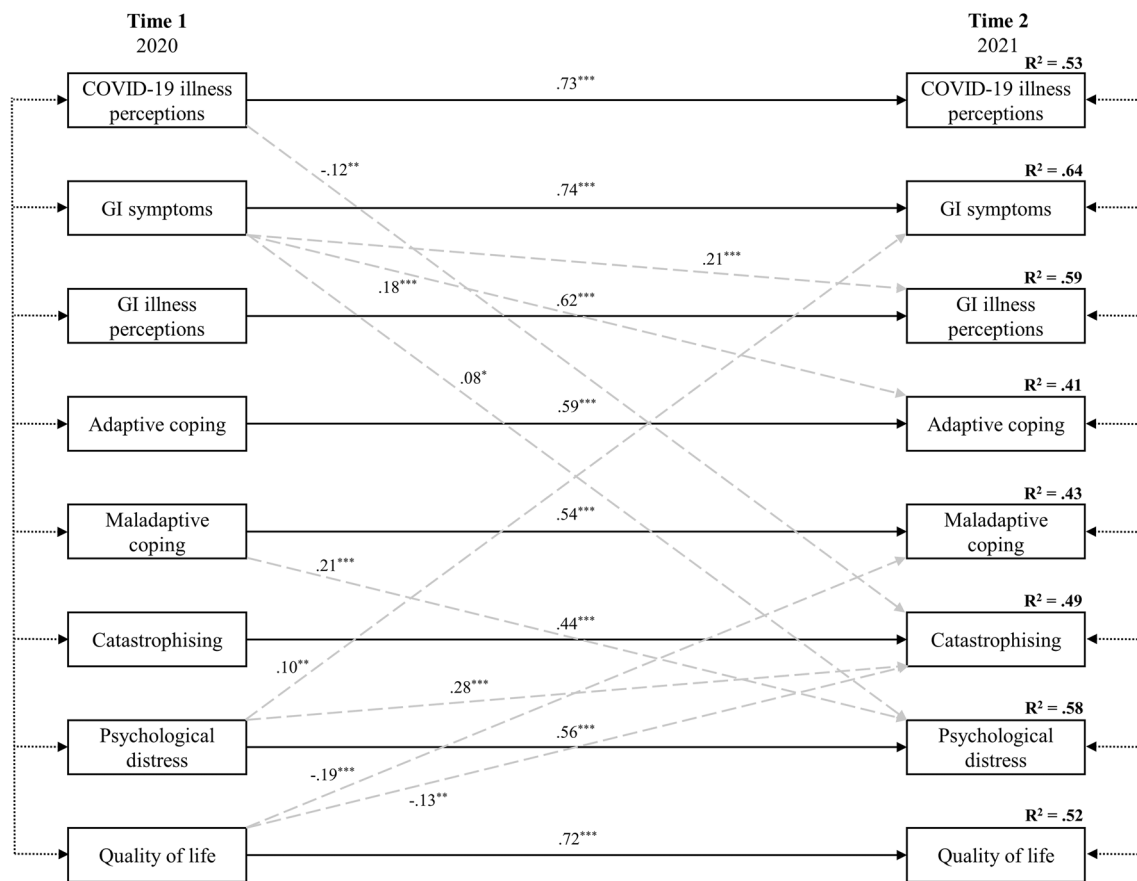 Time 1
2020
Time 2
2021
R² = .53
COVID-19 illness
perceptions
.73***
COVID-19 illness
perceptions
-.12**
R² = .64
GI symptoms
.74***
GI symptoms
.21***
R² = .59
.18***
GI illness
perceptions
.62***
GI illness
perceptions
.08*
R² = .41
Adaptive coping
.59***
Adaptive coping
R² = .43
Maladaptive
coping
.54***
Maladaptive
coping
.21***
R² = .49
Catastrophising
.44***
Catastrophising
.10**
.28***
R² = .58
Psychological
distress
.56***
Psychological
distress
-.19***
-.13**
R² = .52
Quality of life
.72***
Quality of life